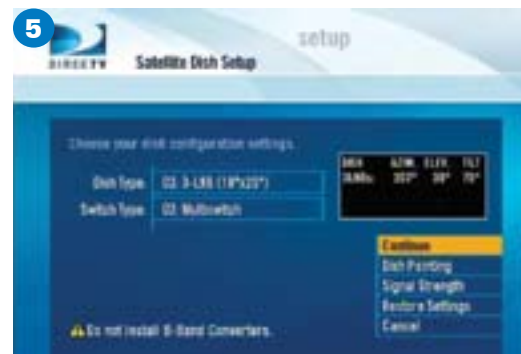 5
setup
DIRECTV
Satellite Dish Setup
Choose your dish configuration settings.
DISH AZIM ELEV TILT
3LNBs
Dish Type 03: 3-LNB (18"x20")
Switch Type 02: Multiswitch
Continue
Dish Pointing
Signal Strength
Restore Settings
Cancel
Do not install B-Band Converters.